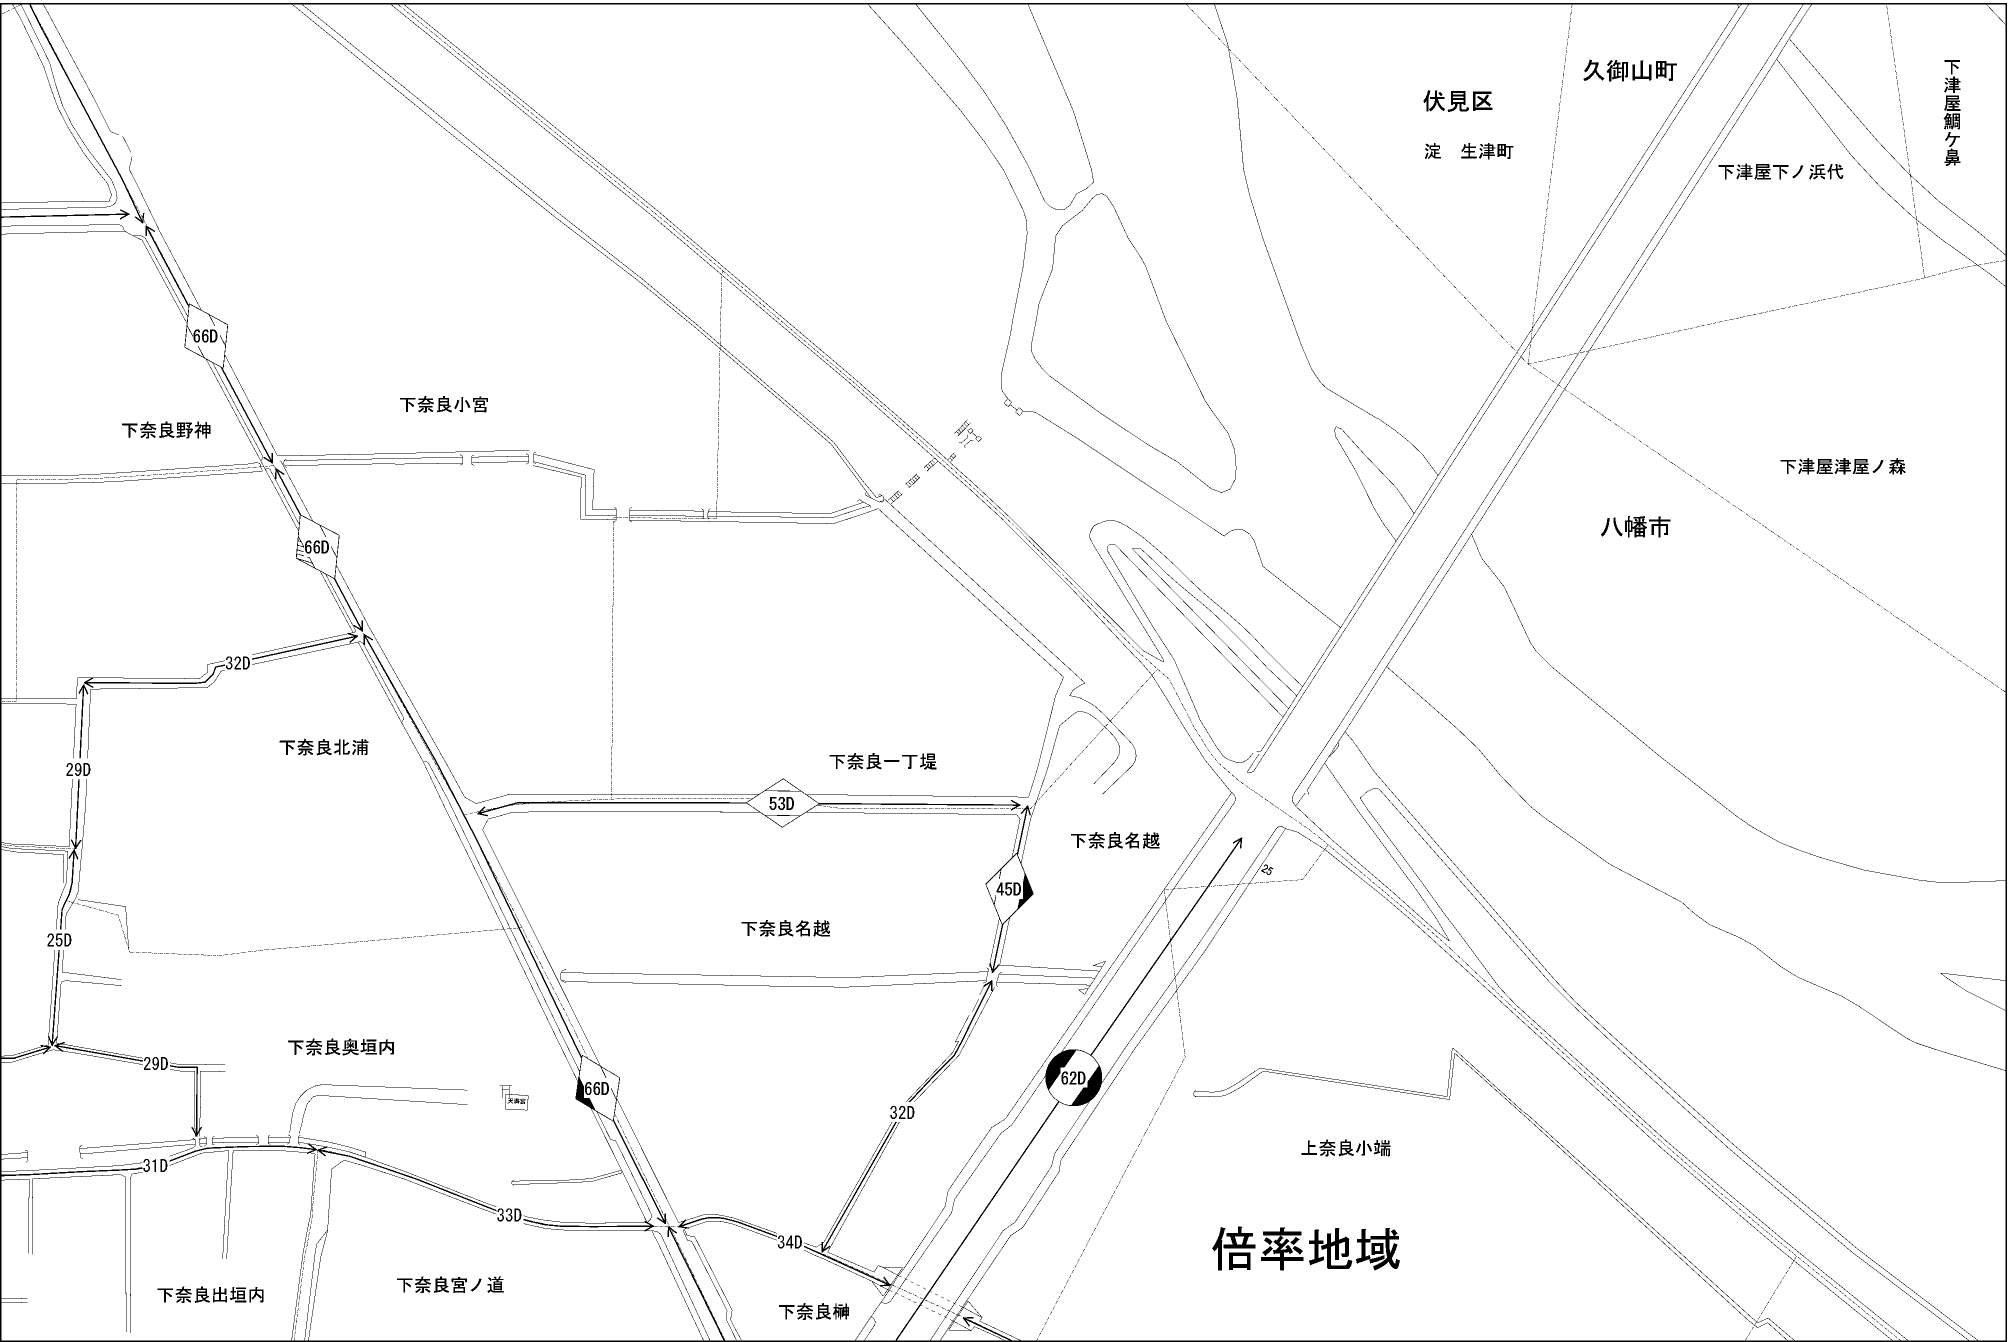 久御山町
伏見区
淀　生津町
下津屋鯛ケ鼻
下津屋下ノ浜代
66D
下奈良小宮
下奈良野神
下津屋津屋ノ森
八幡市
66D
32D
下奈良北浦
29D
下奈良一丁堤
53D
下奈良名越
25
45D
下奈良名越
25D
下奈良奥垣内
29D
62D
66D
天満宮
32D
上奈良小端
31D
33D
34D
倍率地域
下奈良宮ノ道
下奈良出垣内
下奈良榊